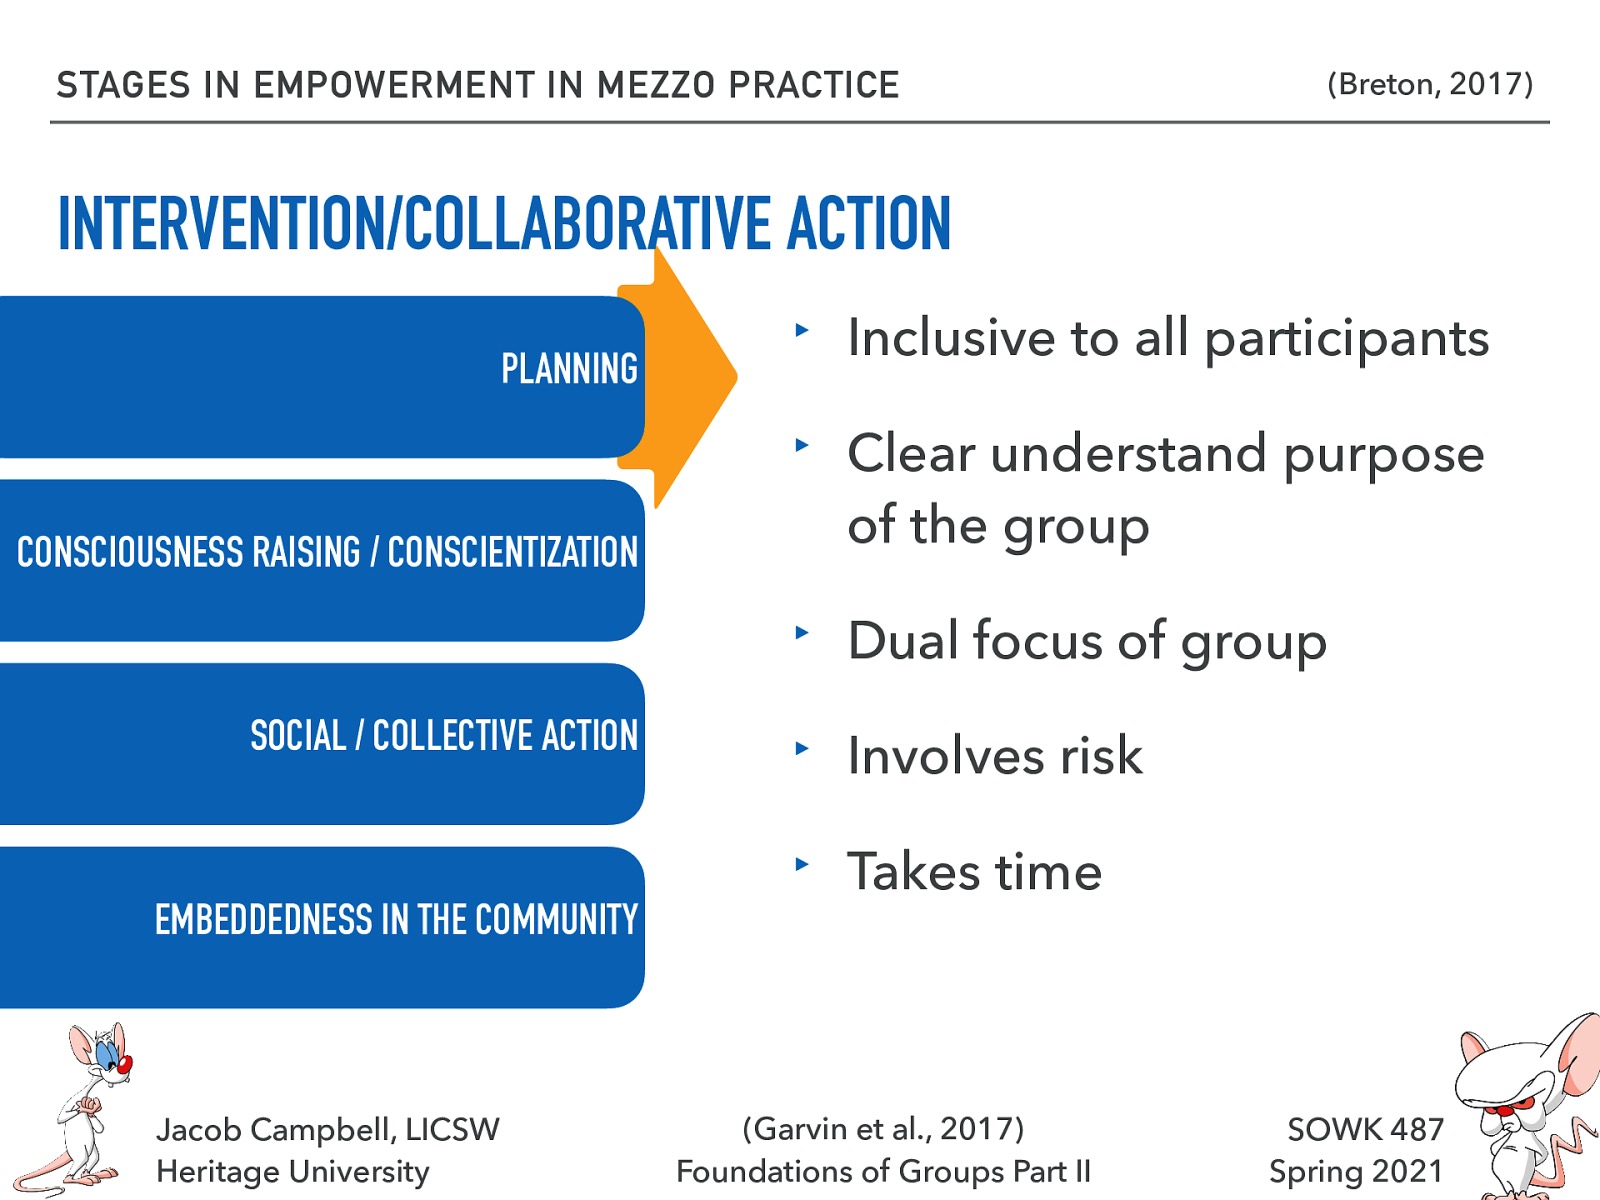 STAGES IN EMPOWERMENT IN MEZZO PRACTICE
(Breton, 2017)
INTERVENTION/COLLABORATIVE ACTION
PLANNING
CONSCIOUSNESS RAISING / CONSCIENTIZATION
SOCIAL / COLLECTIVE ACTION
EMBEDDEDNESS IN THE COMMUNITY
‣ Inclusive to all participants
‣ Clear understand purpose
of the group
‣ Dual focus of group
‣ Involves risk
‣ Takes time
Jacob Campbell, LICSW
Heritage University
(Garvin et al., 2017)
Foundations of Groups Part II
SOWK 487
Spring 2021